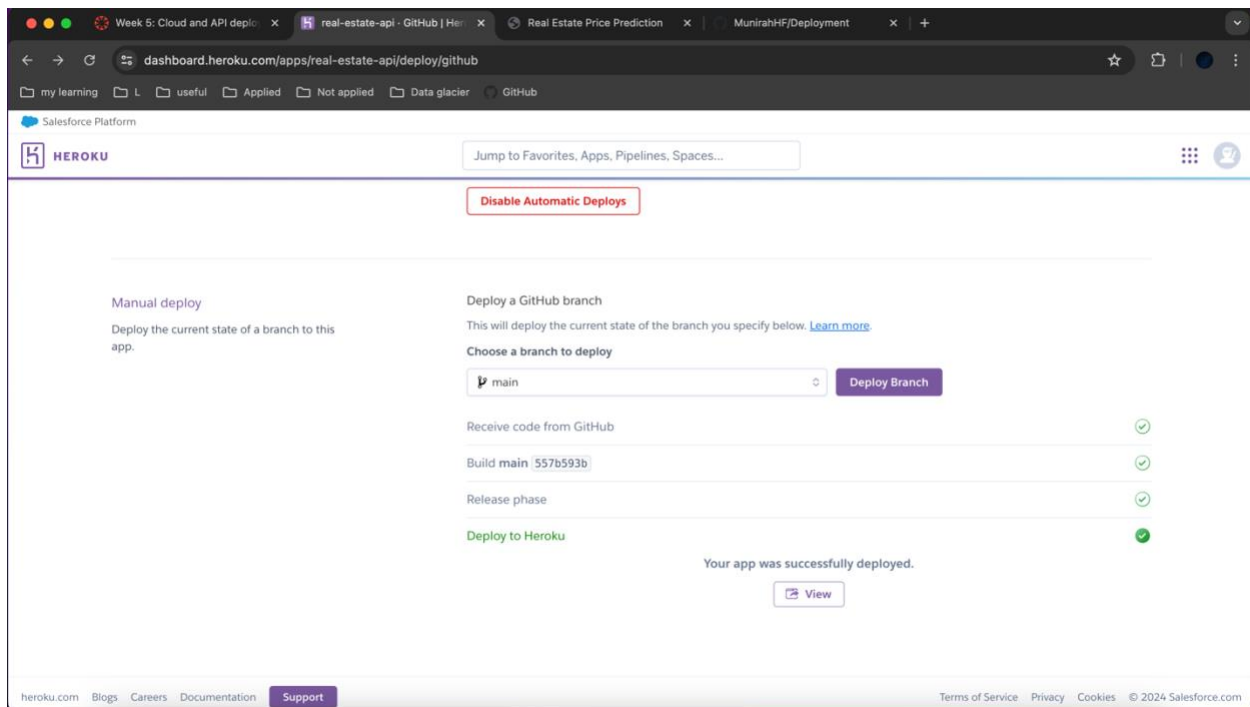 Week 5: Cloud and API deplo
real-estate-api · GitHub | Her
Real Estate Price Prediction
MunirahHF/Deployment
dashboard.heroku.com/apps/real-estate-api/deploy/github
my learning L useful Applied Not applied Data glacier GitHub
Salesforce Platform
HEROKU
Jump to Favorites, Apps, Pipelines, Spaces...
Disable Automatic Deploys
Manual deploy
Deploy the current state of a branch to this
app.
Deploy a GitHub branch
This will deploy the current state of the branch you specify below. Learn more.
Choose a branch to deploy
main
Deploy Branch
Receive code from GitHub
Build main 557b593b
Release phase
Deploy to Heroku
Your app was successfully deployed.
View
heroku.com Blogs Careers Documentation Support
Terms of Service Privacy Cookies © 2024 Salesforce.com